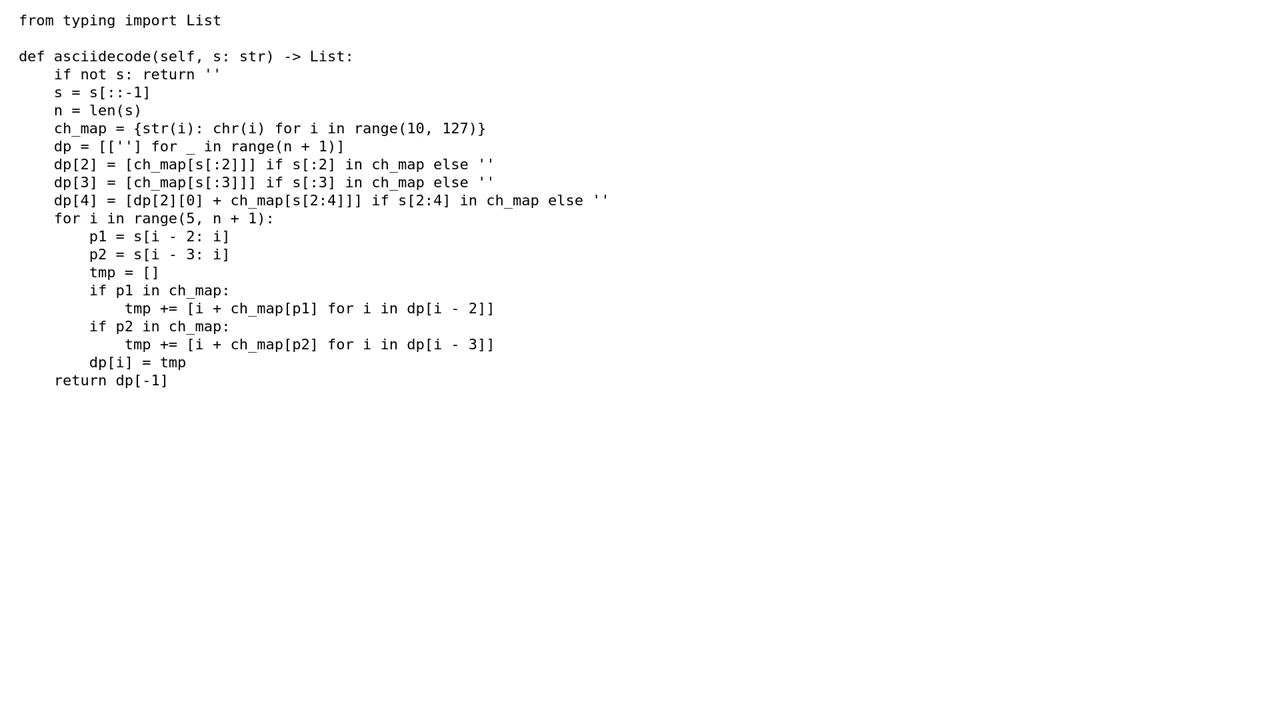 from typing import List

def asciidecode(self, s: str) -> List:
    if not s: return ''
    s = s[::-1]
    n = len(s)
    ch_map = {str(i): chr(i) for i in range(10, 127)}
    dp = [[''] for _ in range(n + 1)]
    dp[2] = [ch_map[s[:2]]] if s[:2] in ch_map else ''
    dp[3] = [ch_map[s[:3]]] if s[:3] in ch_map else ''
    dp[4] = [dp[2][0] + ch_map[s[2:4]]] if s[2:4] in ch_map else ''
    for i in range(5, n + 1):
        p1 = s[i - 2: i]
        p2 = s[i - 3: i]
        tmp = []
        if p1 in ch_map:
            tmp += [i + ch_map[p1] for i in dp[i - 2]]
        if p2 in ch_map:
            tmp += [i + ch_map[p2] for i in dp[i - 3]]
        dp[i] = tmp
    return dp[-1]